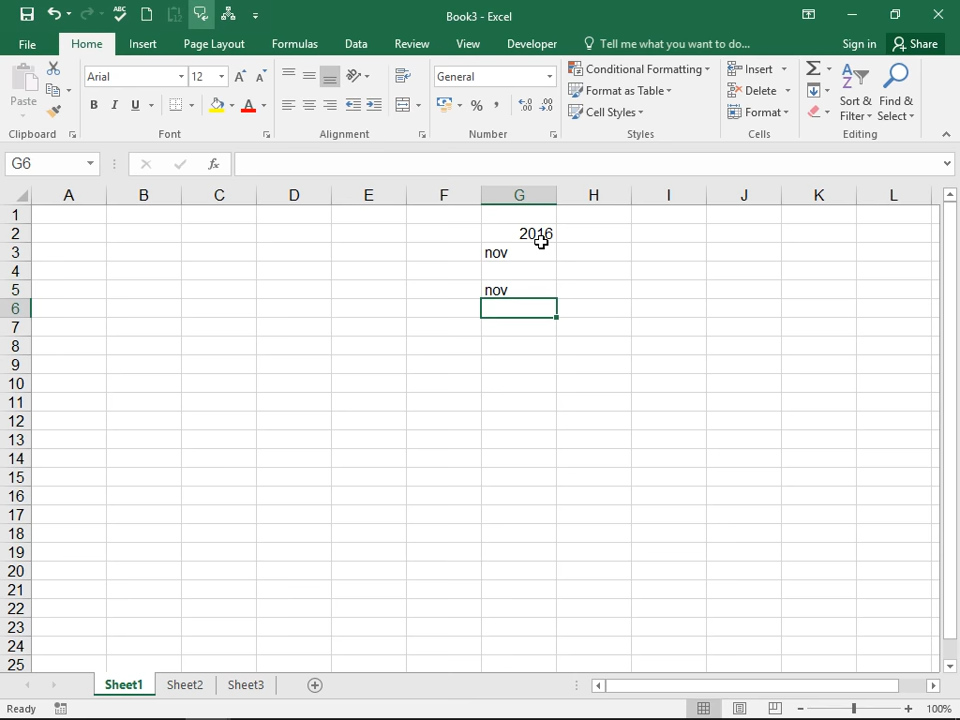 Book3 - Excel
File Home Insert Page Layout Formulas Data Review View Developer Tell me what you want to do... Sign in Share
Paste
Arial 12
B I U A
General
% ,
Conditional Formatting
Format as Table
Cell Styles
Insert
Delete
Format
Sort & Filter
Find & Select
Clipboard Font Alignment Number Styles Cells Editing
G6 fx
A B C D E F G H I J K L
1
2 2016
3 nov
4
5 nov
6
7
8
9
10
11
12
13
14
15
16
17
18
19
20
21
22
23
24
25
Sheet1 Sheet2 Sheet3
Ready 100%